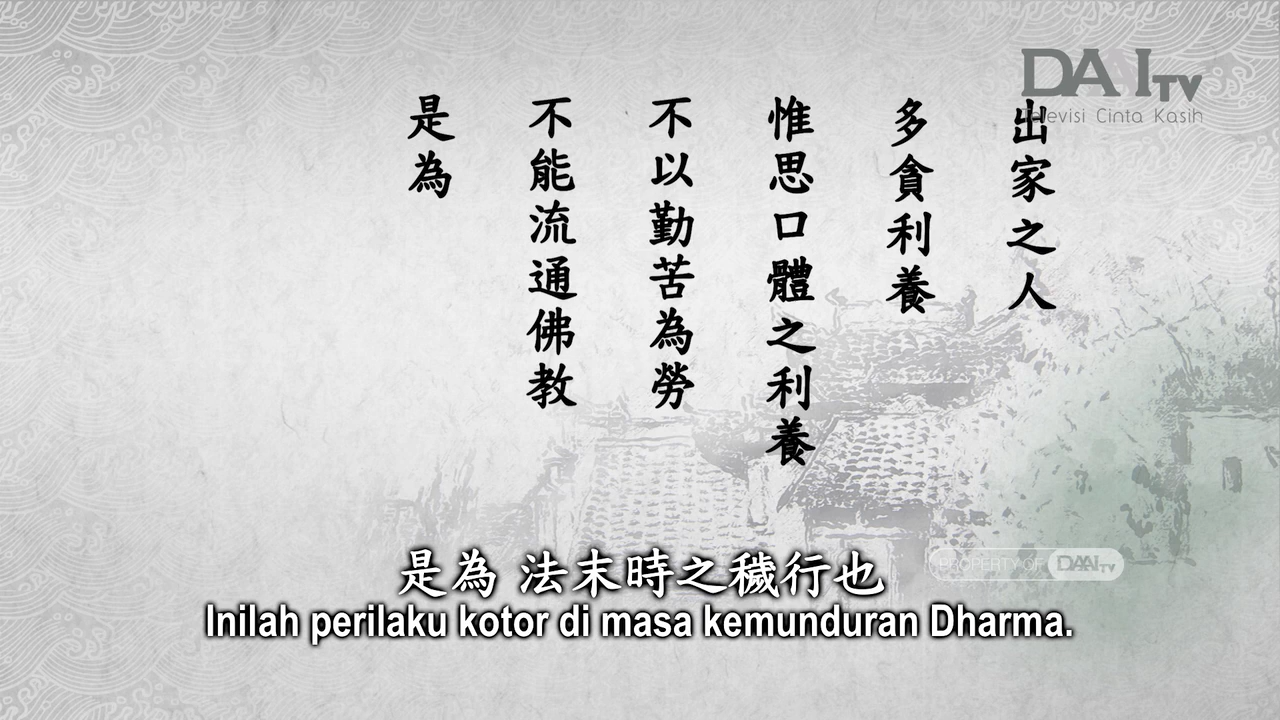 DAAI TV
Televisi Cinta Kasih
出家之人
多貪利養
惟思口體之利養
不以勤苦為勞
不能流通佛教
是為
PROPERTY OF DAAI TV
是為 法末時之穢行也
Inilah perilaku kotor di masa kemunduran Dharma.